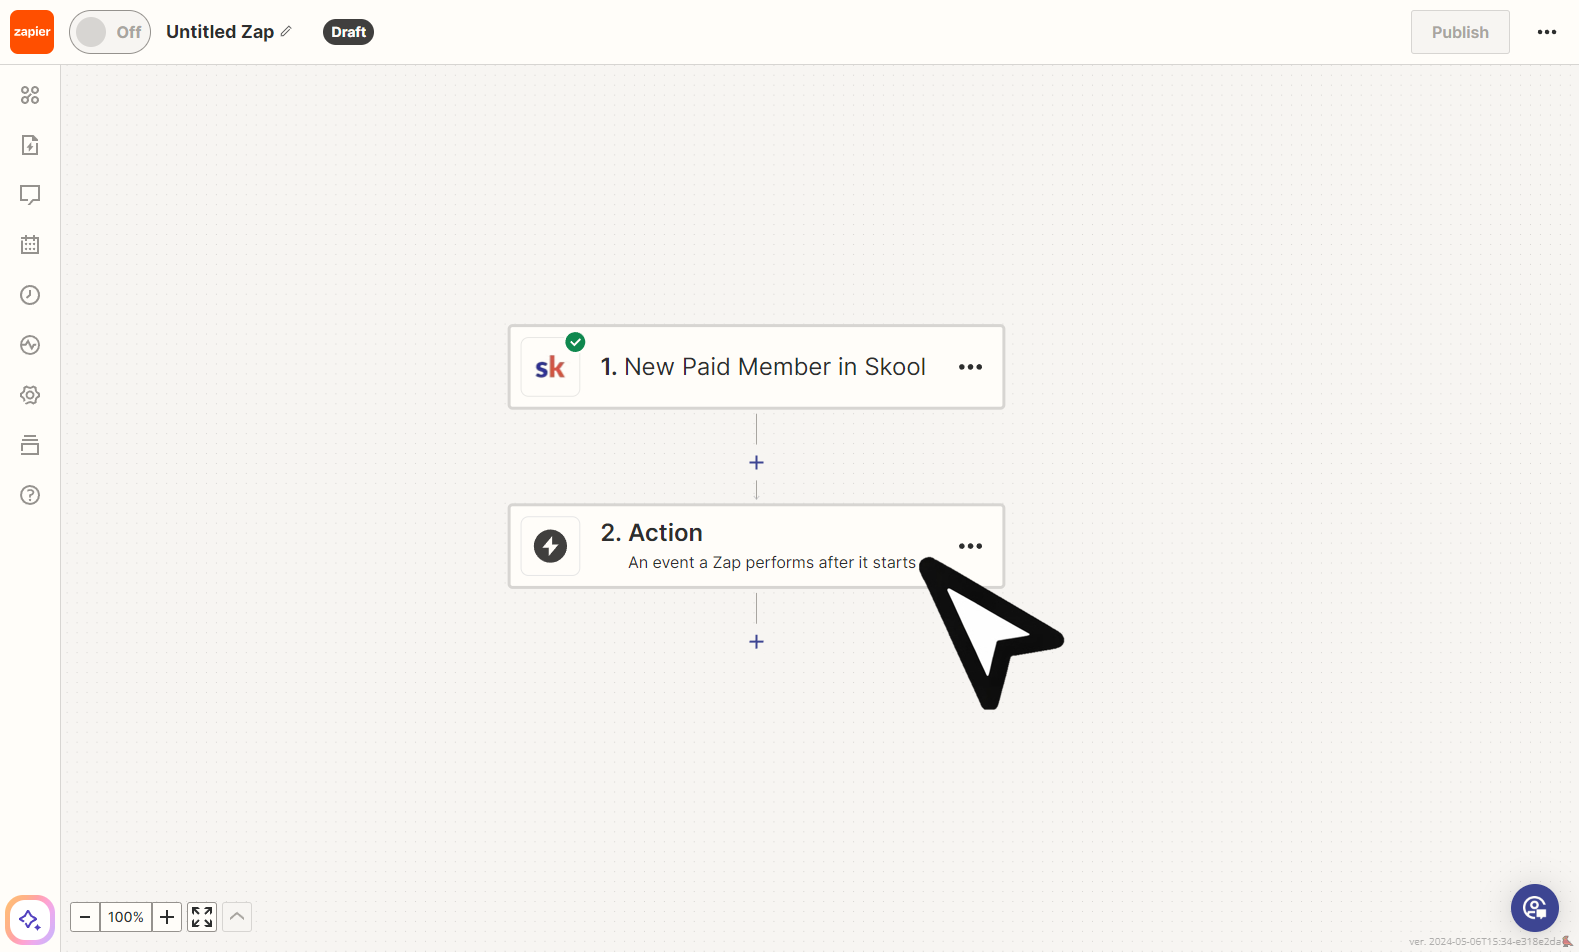 zapier
Off
Untitled Zap
Draft
Publish
sk
1. New Paid Member in Skool
2. Action
An event a Zap performs after it starts
100%
ver. 2024-05-06T15:34-e318e2da